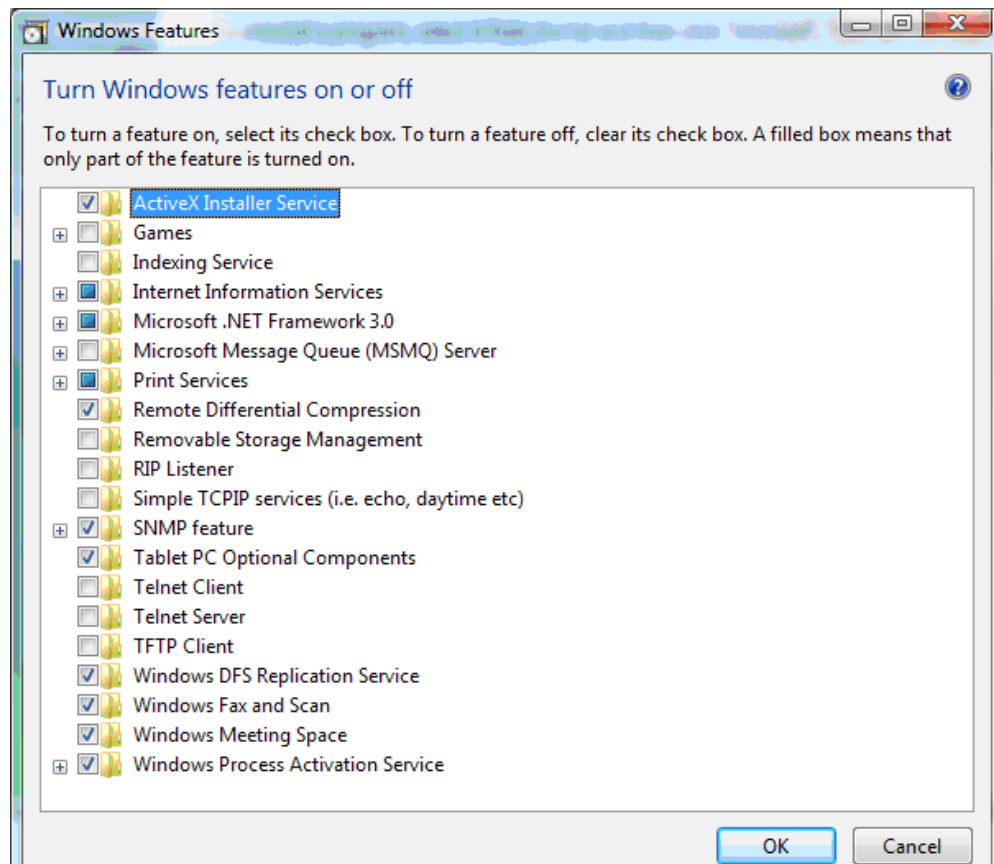 Windows Features
Turn Windows features on or off
To turn a feature on, select its check box. To turn a feature off, clear its check box. A filled box means that
only part of the feature is turned on.
ActiveX Installer Service
Games
Indexing Service
Internet Information Services
Microsoft .NET Framework 3.0
Microsoft Message Queue (MSMQ) Server
Print Services
Remote Differential Compression
Removable Storage Management
RIP Listener
Simple TCPIP services (i.e. echo, daytime etc)
SNMP feature
Tablet PC Optional Components
Telnet Client
Telnet Server
TFTP Client
Windows DFS Replication Service
Windows Fax and Scan
Windows Meeting Space
Windows Process Activation Service
OK Cancel